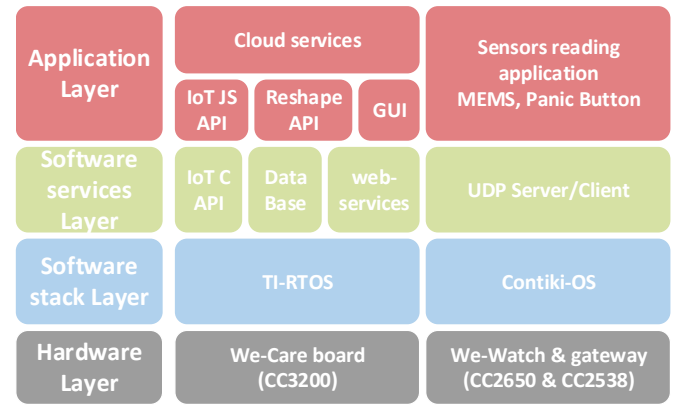 Application
Layer
Cloud services
IoT JS
API
Reshape
API
GUI
Sensors reading
application
MEMS, Panic Button
Software
services
Layer
IoT C
API
Data
Base
web-
services
UDP Server/Client
Software
stack Layer
TI-RTOS
Contiki-OS
Hardware
Layer
We-Care board
(CC3200)
We-Watch & gateway
(CC2650 & CC2538)